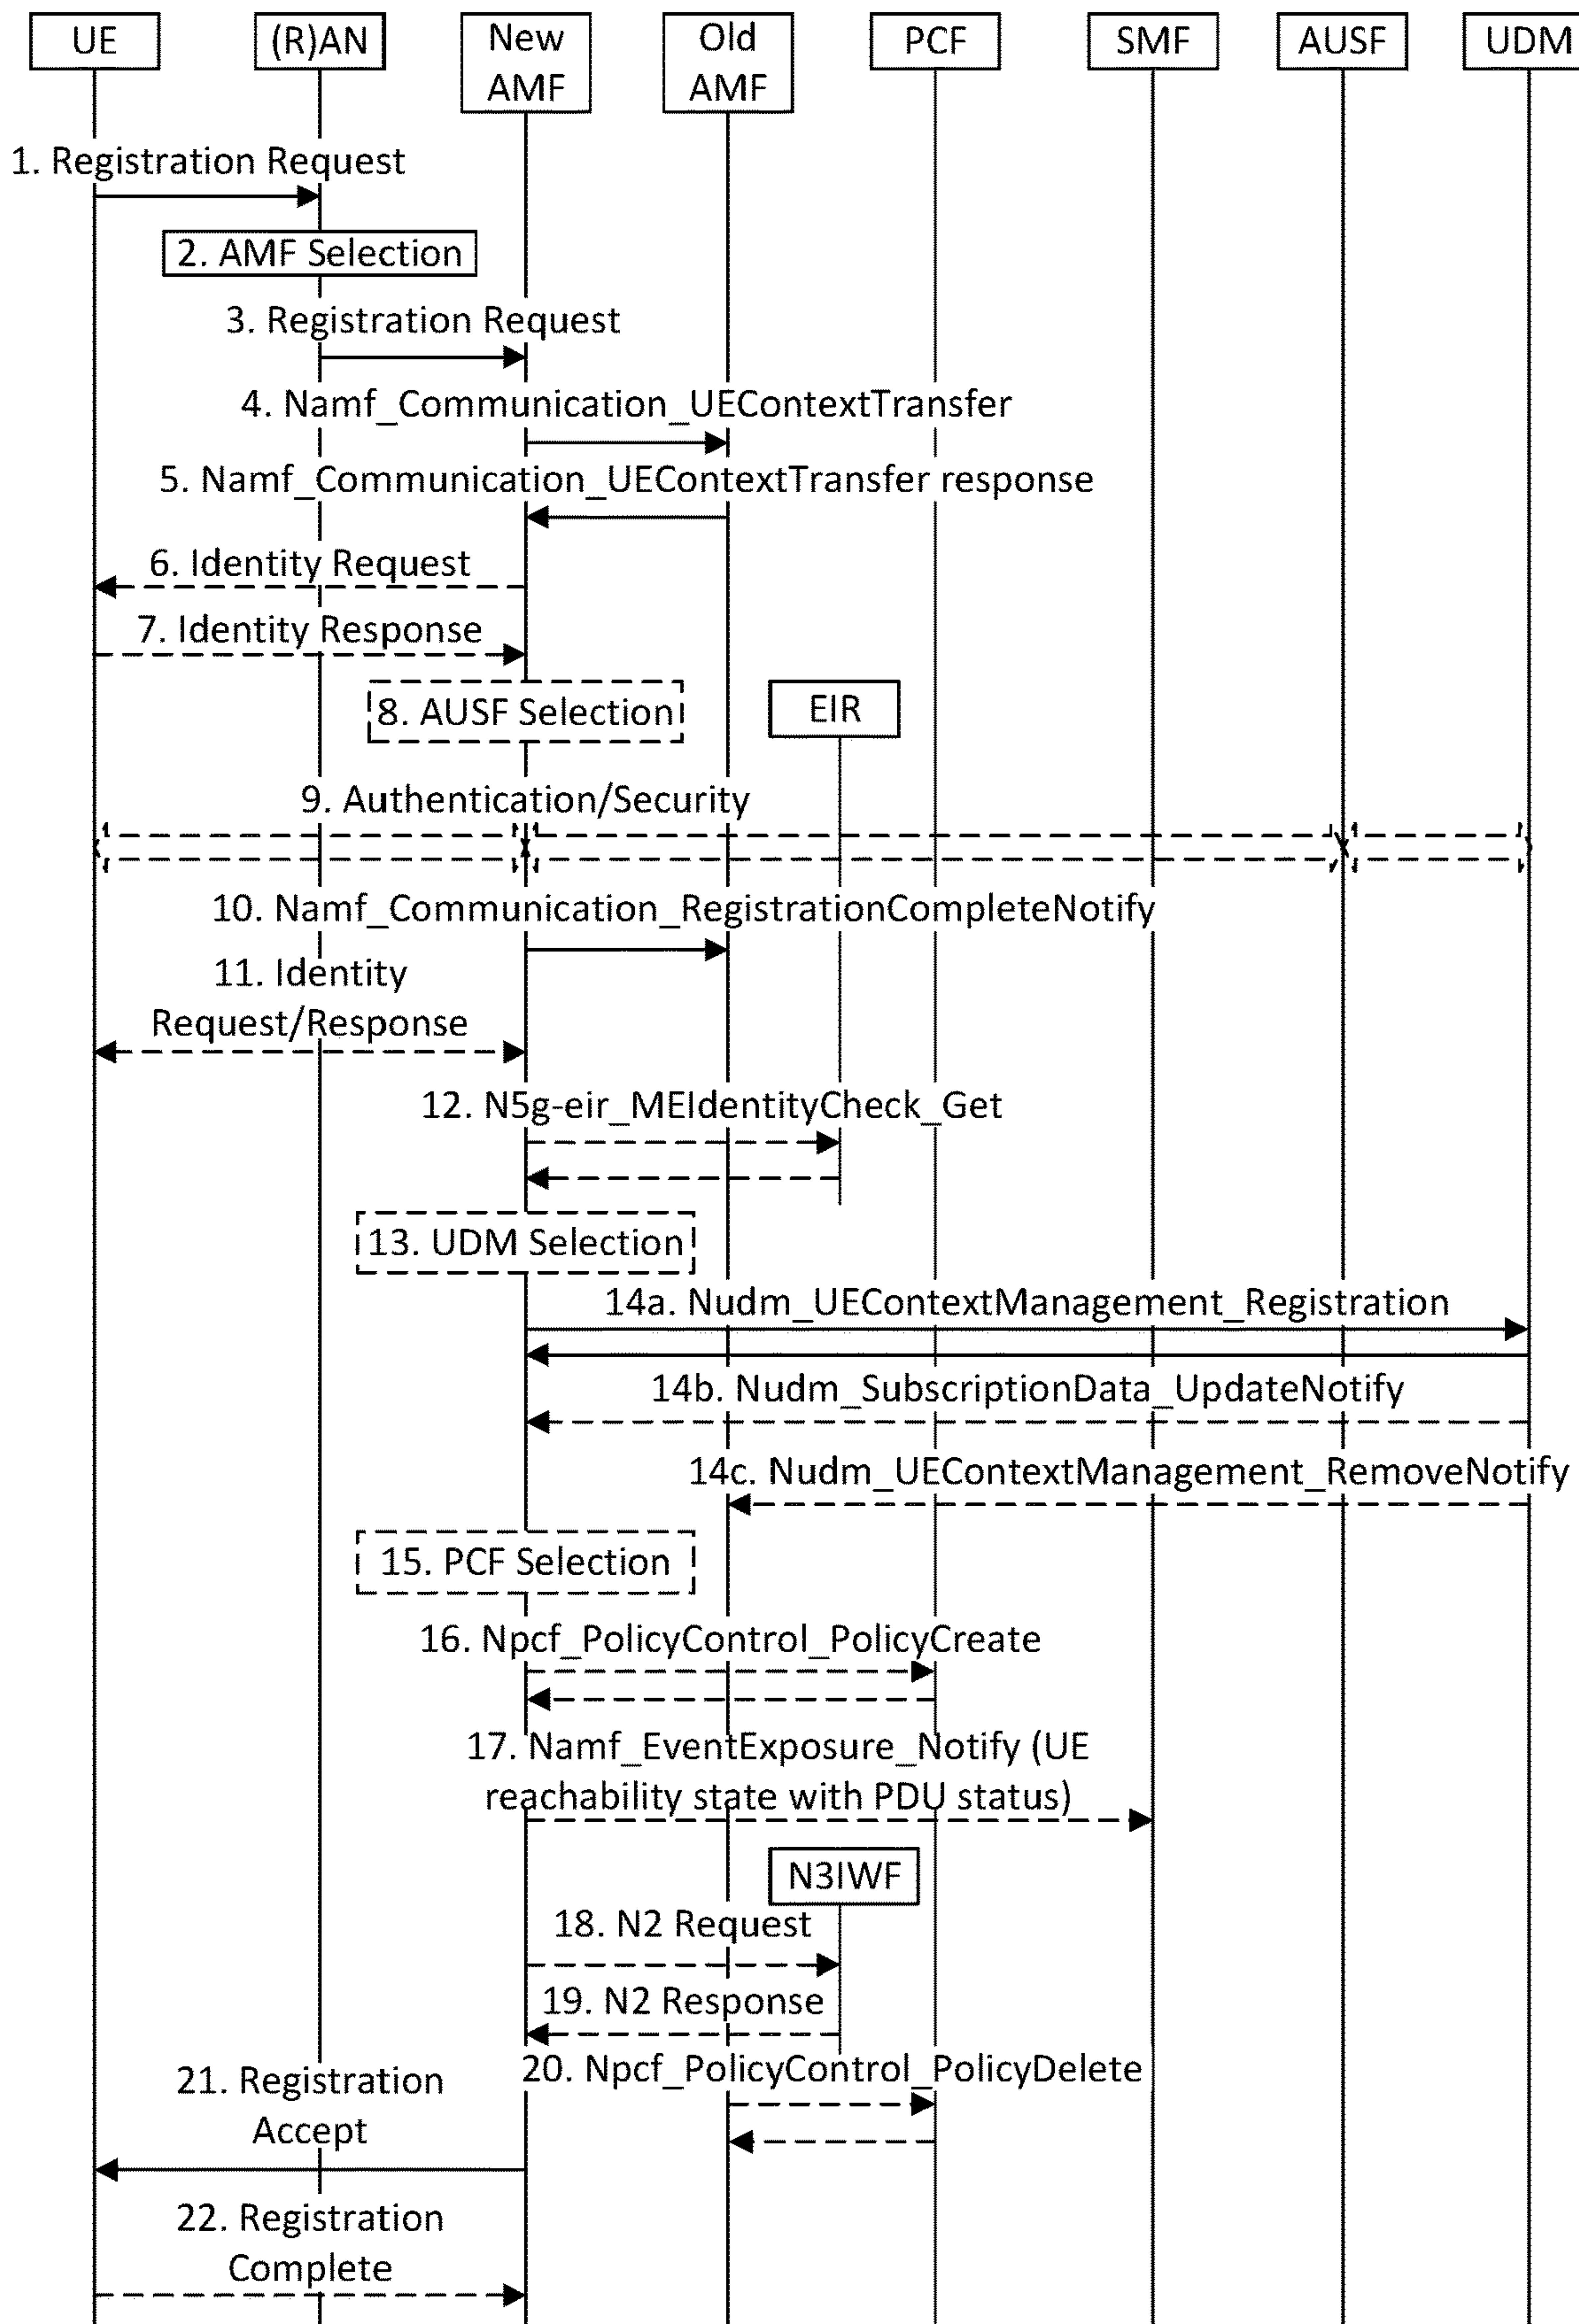 UE
(R)AN
New
AMF
Old
AMF
PCF
SMF
AUSF
UDM
1. Registration Request
2. AMF Selection
3. Registration Request
4. Namf_Communication_UEContextTransfer
5. Namf_Communication_UEContextTransfer response
6. Identity Request
7. Identity Response
8. AUSF Selection
EIR
9. Authentication/Security
10. Namf_Communication_RegistrationCompleteNotify
11. Identity
Request/Response
12. N5g-eir_MEIdentityCheck_Get
13. UDM Selection
14a. Nudm_UEContextManagement_Registration
14b. Nudm_SubscriptionData_UpdateNotify
14c. Nudm_UEContextManagement_RemoveNotify
15. PCF Selection
16. Npcf_PolicyControl_PolicyCreate
17. Namf_EventExposure_Notify (UE
reachability state with PDU status)
N3IWF
18. N2 Request
19. N2 Response
20. Npcf_PolicyControl_PolicyDelete
21. Registration
Accept
22. Registration
Complete